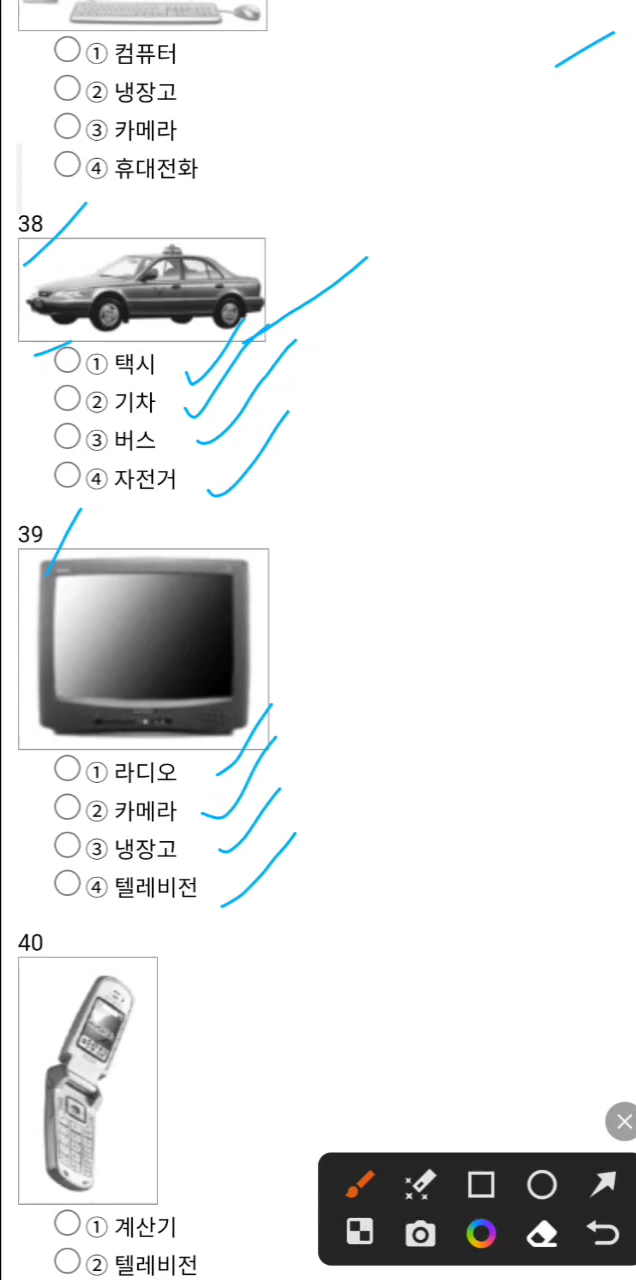 ① 컴퓨터
② 냉장고
③ 카메라
④ 휴대전화
38
① 택시
② 기차
③ 버스
④ 자전거
39
① 라디오
② 카메라
③ 냉장고
④ 텔레비전
40
① 계산기
② 텔레비전